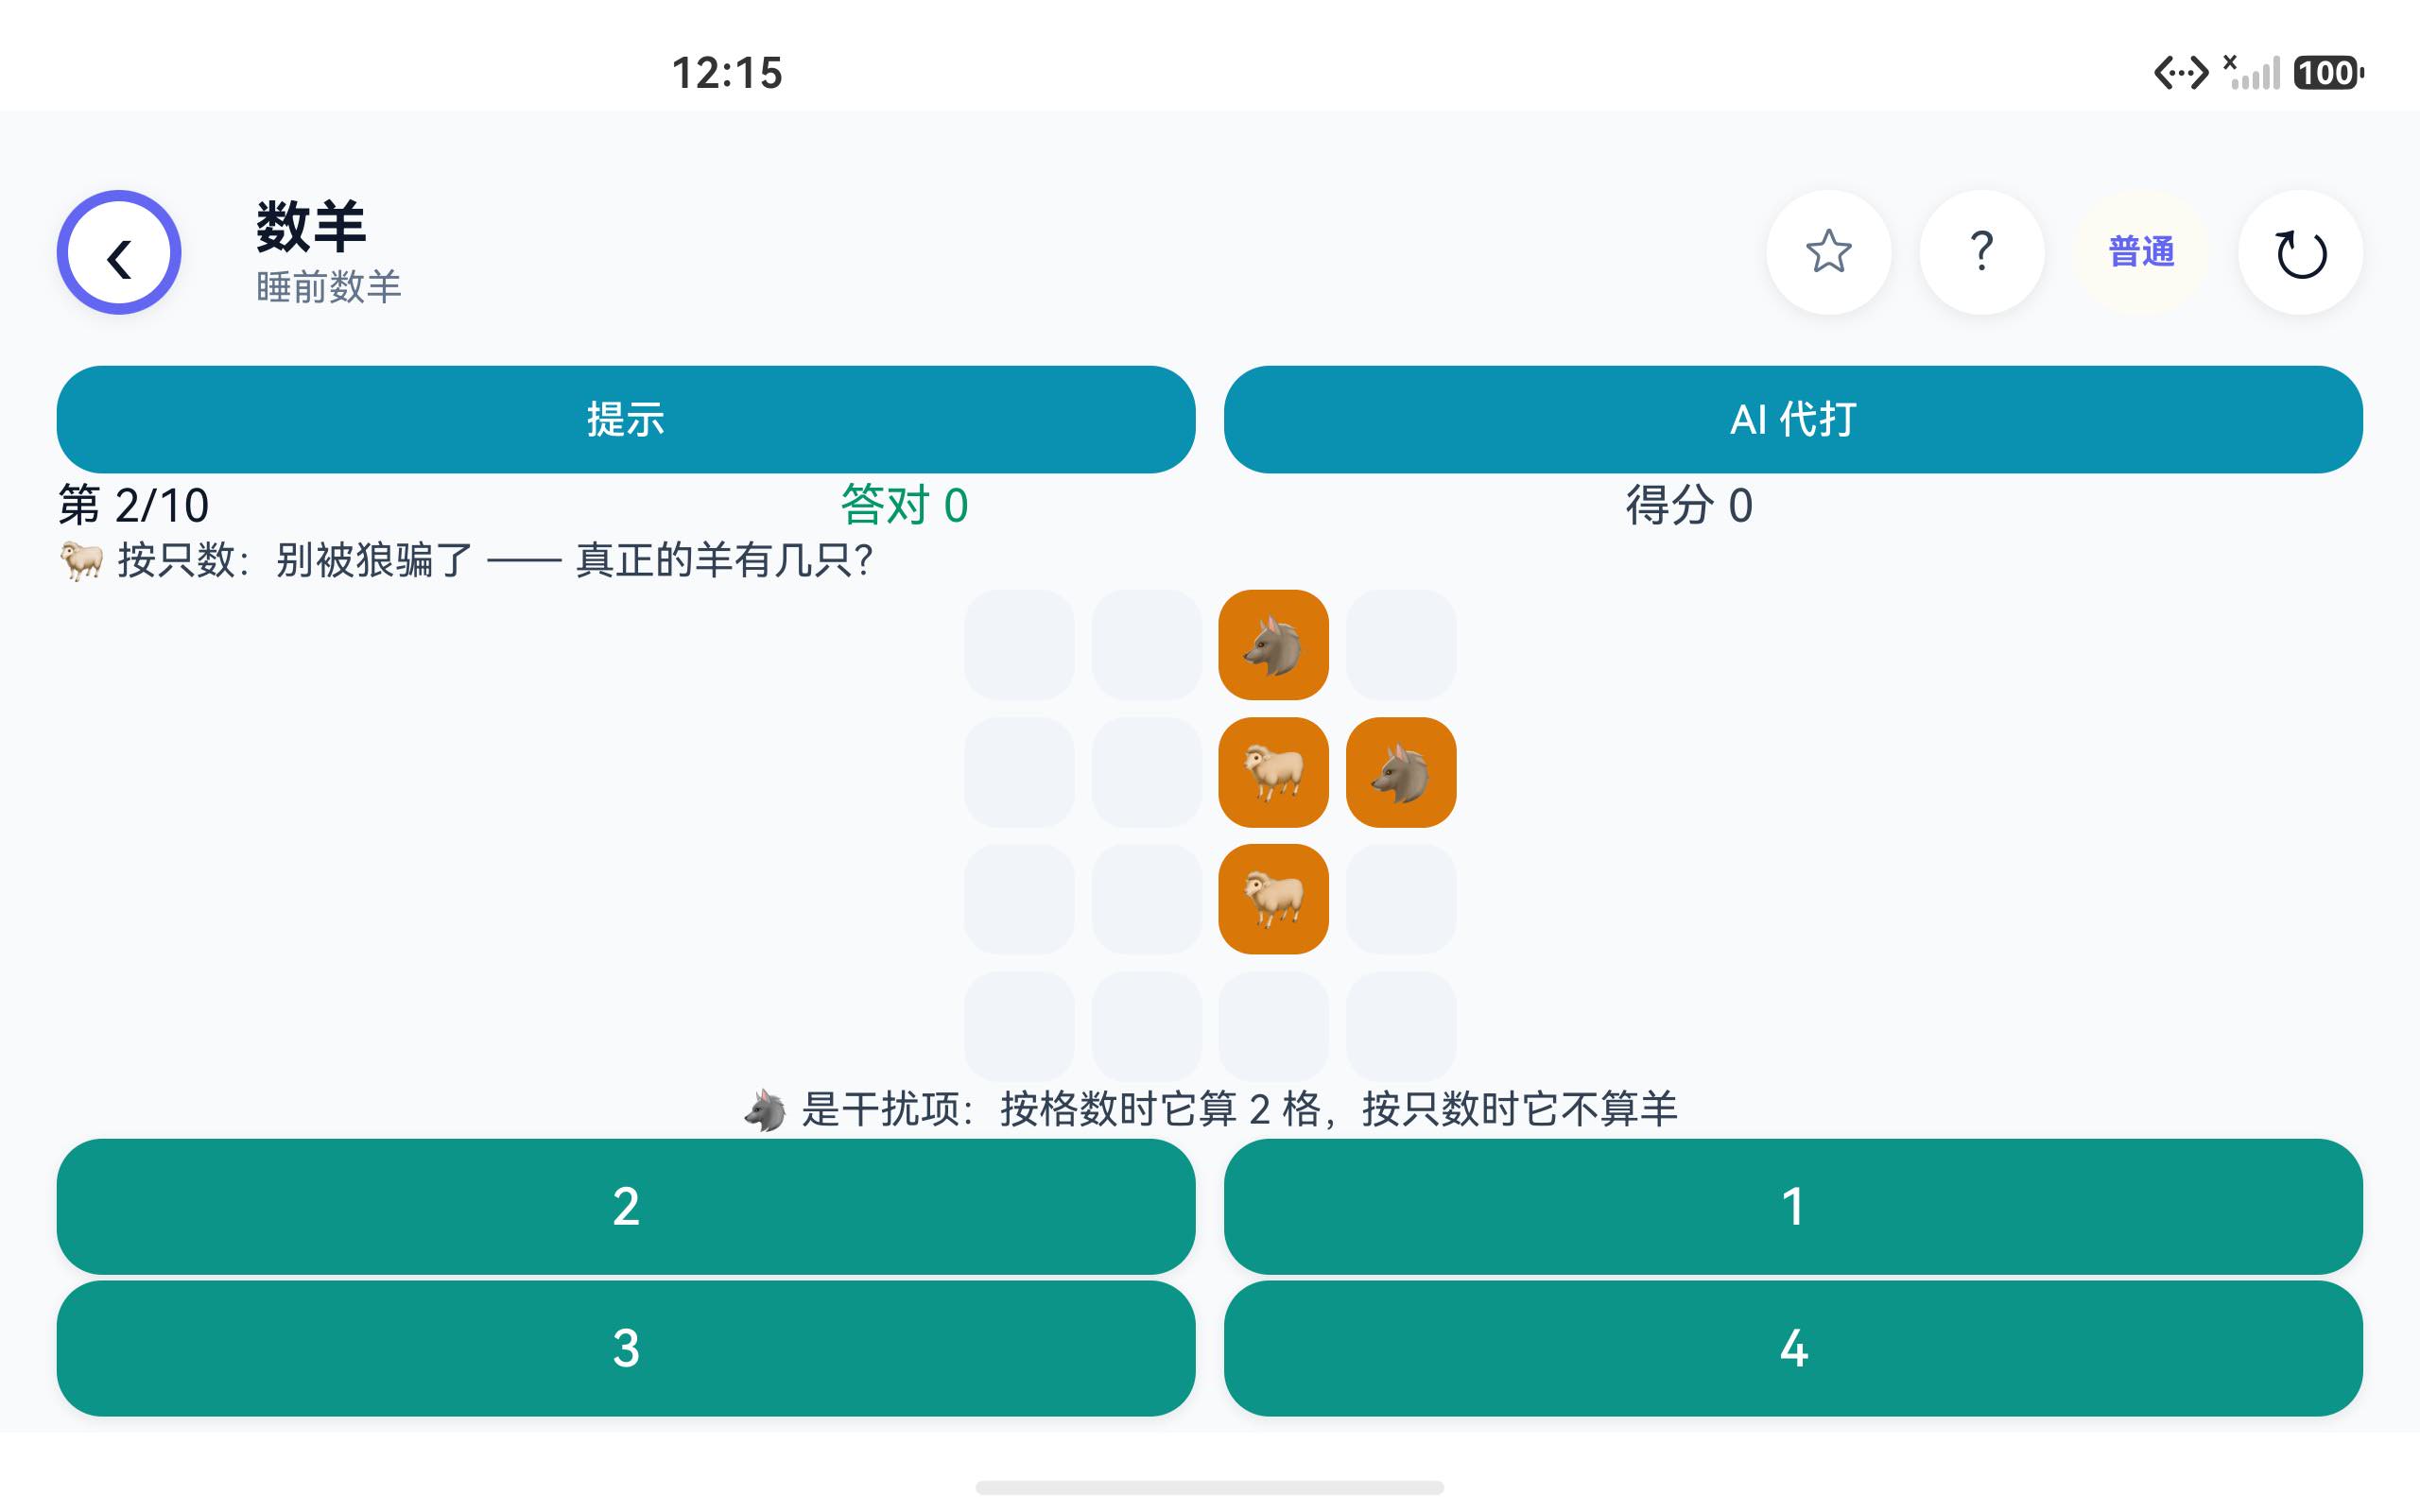 12:15
100
数羊
睡前数羊
?
普通
提示
AI 代打
第 2/10
答对 0
得分 0
按只数：别被狼骗了 —— 真正的羊有几只？
是干扰项：按格数时它算 2 格，按只数时它不算羊
2
1
3
4